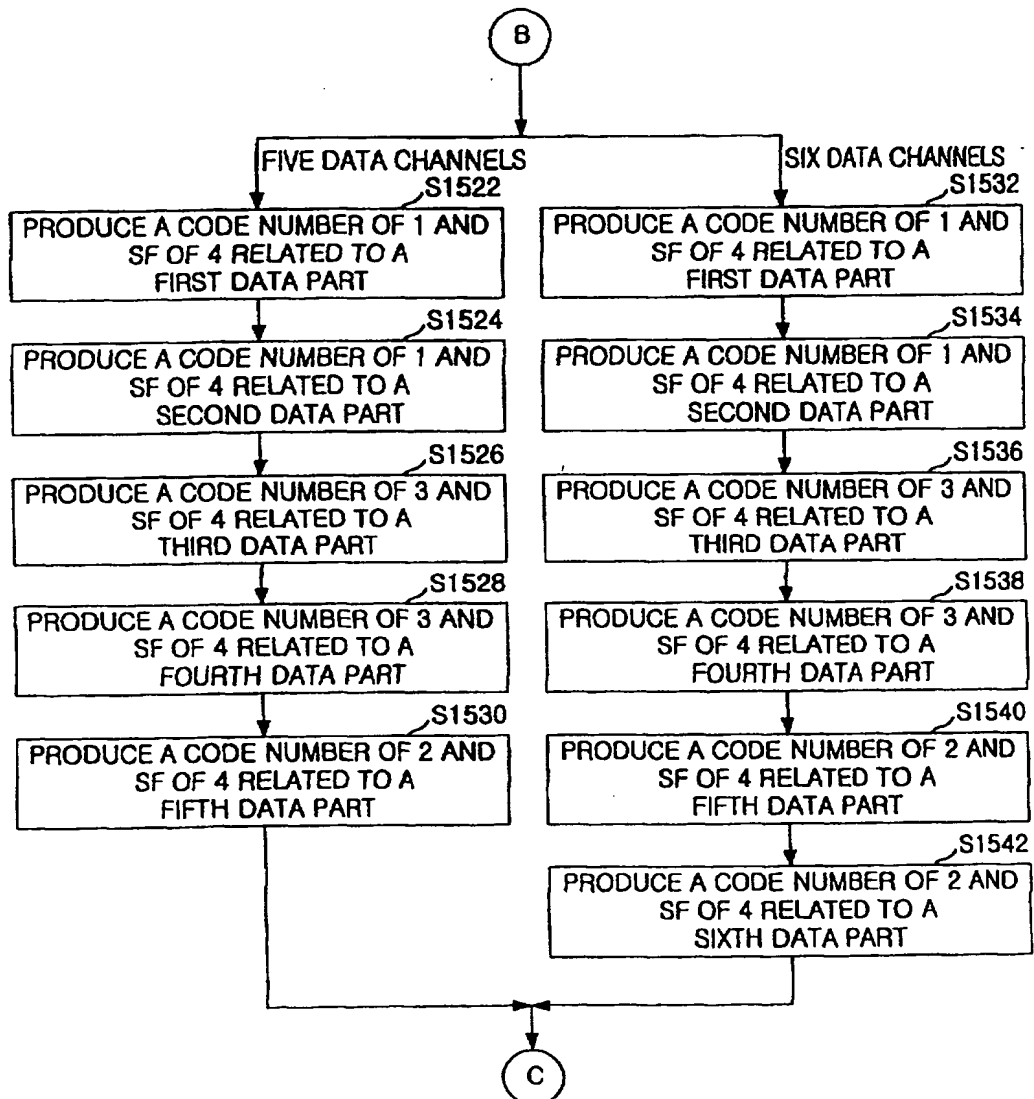 B
FIVE DATA CHANNELS
S1522
PRODUCE A CODE NUMBER OF 1 AND
SF OF 4 RELATED TO A
FIRST DATA PART
S1524
PRODUCE A CODE NUMBER OF 1 AND
SF OF 4 RELATED TO A
SECOND DATA PART
S1526
PRODUCE A CODE NUMBER OF 3 AND
SF OF 4 RELATED TO A
THIRD DATA PART
S1528
PRODUCE A CODE NUMBER OF 3 AND
SF OF 4 RELATED TO A
FOURTH DATA PART
S1530
PRODUCE A CODE NUMBER OF 2 AND
SF OF 4 RELATED TO A
FIFTH DATA PART
SIX DATA CHANNELS
S1532
PRODUCE A CODE NUMBER OF 1 AND
SF OF 4 RELATED TO A
FIRST DATA PART
S1534
PRODUCE A CODE NUMBER OF 1 AND
SF OF 4 RELATED TO A
SECOND DATA PART
S1536
PRODUCE A CODE NUMBER OF 3 AND
SF OF 4 RELATED TO A
THIRD DATA PART
S1538
PRODUCE A CODE NUMBER OF 3 AND
SF OF 4 RELATED TO A
FOURTH DATA PART
S1540
PRODUCE A CODE NUMBER OF 2 AND
SF OF 4 RELATED TO A
FIFTH DATA PART
S1542
PRODUCE A CODE NUMBER OF 2 AND
SF OF 4 RELATED TO A
SIXTH DATA PART
C